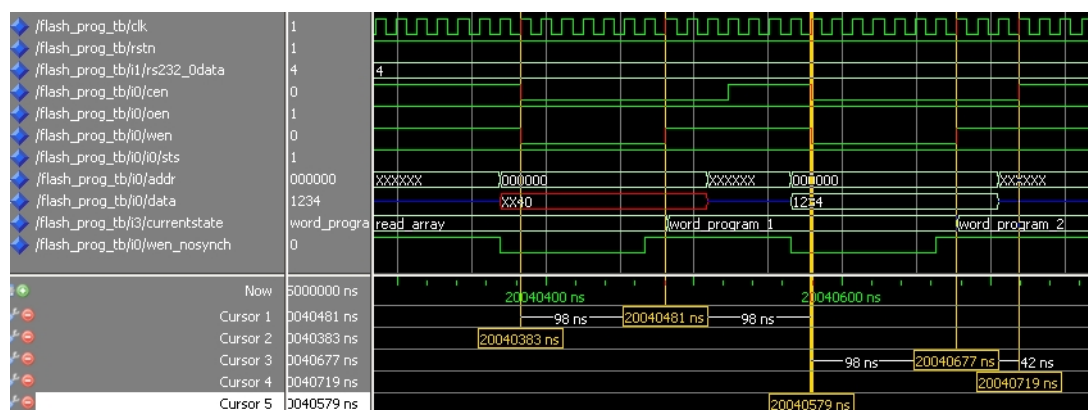 /flash_prog_tb/clk 1
/flash_prog_tb/rstn 1
/flash_prog_tb/i1/rs232_0data 4 4
/flash_prog_tb/i0/cen 0
/flash_prog_tb/i0/oen 1
/flash_prog_tb/i0/wen 0
/flash_prog_tb/i0/i0/sts 1
/flash_prog_tb/i0/addr 000000 XXXXXX 000000 XXXXXX 000000 XXXXXX
/flash_prog_tb/i0/data 1234 XX40 1234
/flash_prog_tb/i3/currentstate word_progra read_array word_program_1 word_program_2
/flash_prog_tb/i0/wen_nosynch 0
Now 5000000 ns 20040400 ns 20040600 ns
Cursor 1 0040481 ns 98 ns 20040481 ns 98 ns
Cursor 2 0040383 ns 20040383 ns
Cursor 3 0040677 ns 98 ns 20040677 ns 42 ns
Cursor 4 0040719 ns 20040719 ns
Cursor 5 0040579 ns 20040579 ns